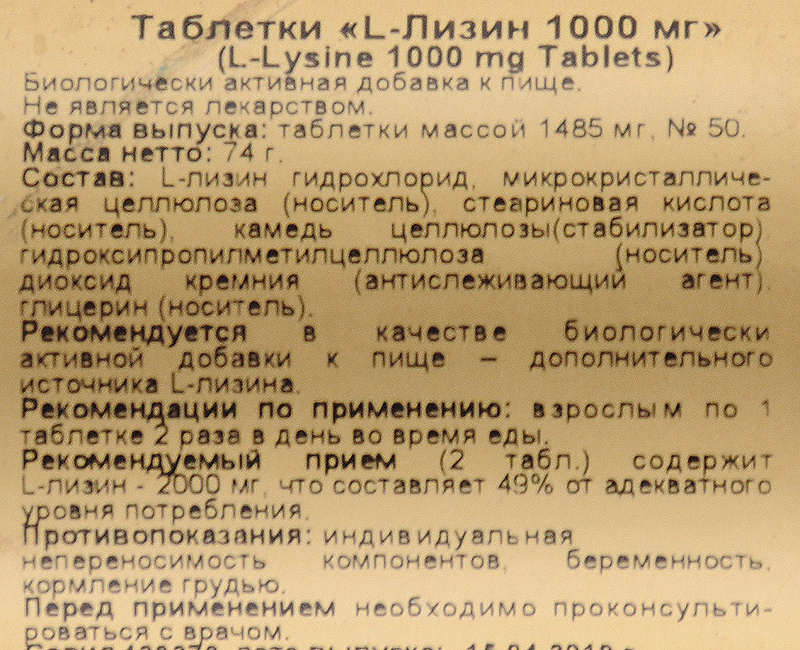 Таблетки «L-Лизин 1000 мг»
(L-Lysine 1000 mg Tablets)
Биологически активная добавка к пище.
Не является лекарством.
Форма выпуска: таблетки массой 1485 мг, № 50.
Масса нетто: 74 г.
Состав: L-лизин гидрохлорид, микрокристалличе-
ская целлюлоза (носитель), стеариновая кислота
(носитель), камедь целлюлозы(стабилизатор)
гидроксипропилметилцеллюлоза (носитель)
диоксид кремния (антислеживающий агент),
глицерин (носитель).
Рекомендуется в качестве биологически
активной добавки к пище – дополнительного
источника L-лизина.
Рекомендации по применению: взрослым по 1
таблетке 2 раза в день во время еды.
Рекомендуемый прием (2 табл.) содержит
L-лизин - 2000 мг, что составляет 49% от адекватного
уровня потребления.
Противопоказания: индивидуальная
непереносимость компонентов, беременность,
кормление грудью.
Перед применением необходимо проконсульти-
роваться с врачом.